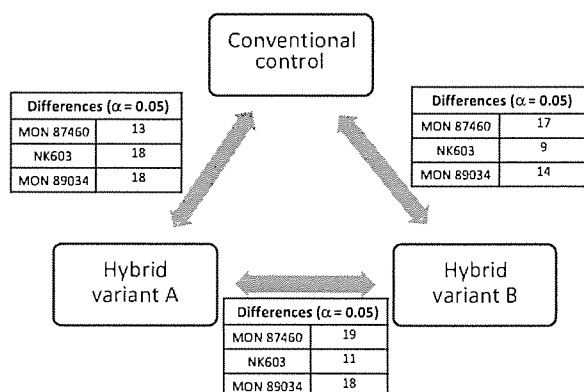 Conventional
control
Differences (α = 0.05)
MON 87460 13
NK603 18
MON 89034 18
Differences (α = 0.05)
MON 87460 17
NK603 9
MON 89034 14
Hybrid
variant A
Hybrid
variant B
Differences (α = 0.05)
MON 87460 19
NK603 11
MON 89034 18